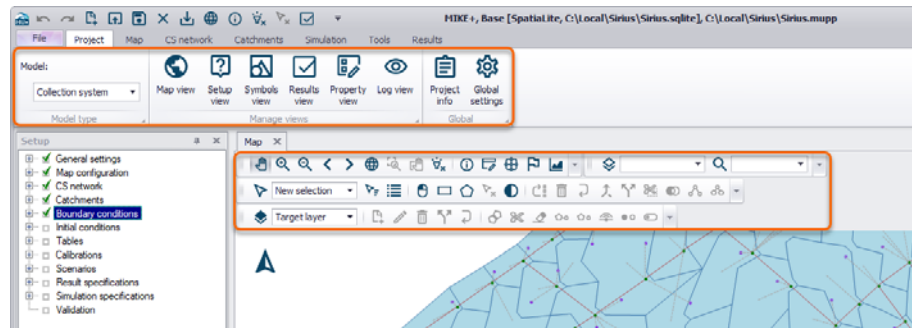 MIKE+, Base [SpatiaLite, C:\Local\Sirius\Sirius.sqlite], C:\Local\Sirius\Sirius.mupp
File Project Map CS network Catchments Simulation Tools Results
Model:
Collection system
Map view Setup view Symbols view Results view Property view Log view Project info Global settings
Model type Manage views Global
Setup Map
General settings
Map configuration
CS network
Catchments
Boundary conditions
Initial conditions
Tables
Calibrations
Scenarios
Result specifications
Simulation specifications
Validation
New selection
Target layer